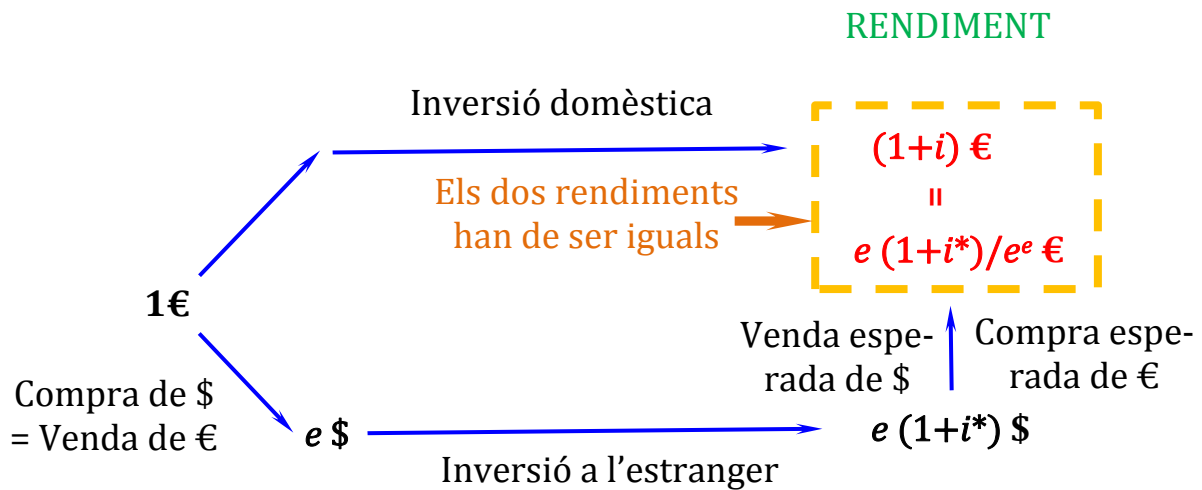 RENDIMENT
Inversió domèstica
(1+i) €
=
e (1+i*)/eᵉ €
Els dos rendiments
han de ser iguals
1€
Compra de $
= Venda de €
e $
Inversió a l’estranger
e (1+i*) $
Venda espe-
rada de $
Compra espe-
rada de €